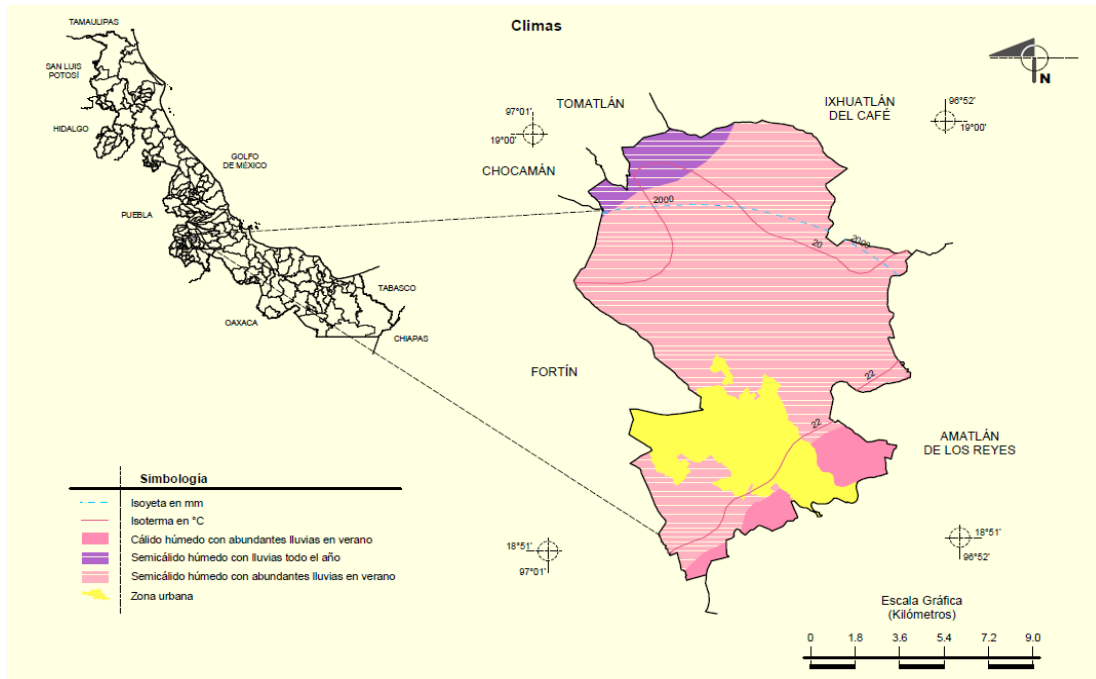 Climas
TAMAULIPAS
SAN LUIS
POTOSÍ
HIDALGO
GOLFO
DE MÉXICO
PUEBLA
TABASCO
OAXACA
CHIAPAS
N
TOMATLÁN
IXHUATLÁN
DEL CAFÉ
97°01'
19°00'
96°52'
19°00'
CHOCAMÁN
2000
20
2000
FORTÍN
22
22
AMATLÁN
DE LOS REYES
18°51'
97°01'
18°51'
96°52'
Simbología
Isoyeta en mm
Isoterma en °C
Cálido húmedo con abundantes lluvias en verano
Semicálido húmedo con lluvias todo el año
Semicálido húmedo con abundantes lluvias en verano
Zona urbana
Escala Gráfica
(Kilómetros)
0 1.8 3.6 5.4 7.2 9.0